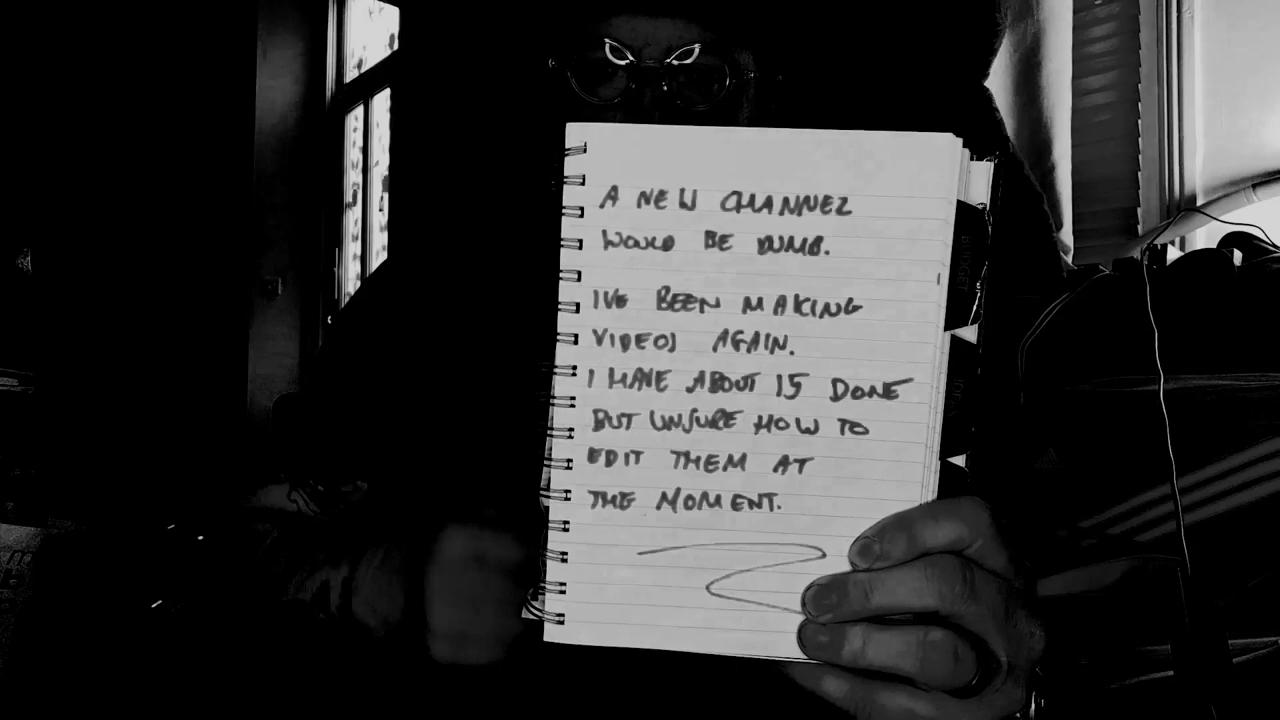 A NEW CHANNEL
WOULD BE DUMB.
IVE BEEN MAKING
VIDEOS AGAIN.
I HAVE ABOUT 15 DONE
BUT UNSURE HOW TO
EDIT THEM AT
THE MOMENT.
BUDGET